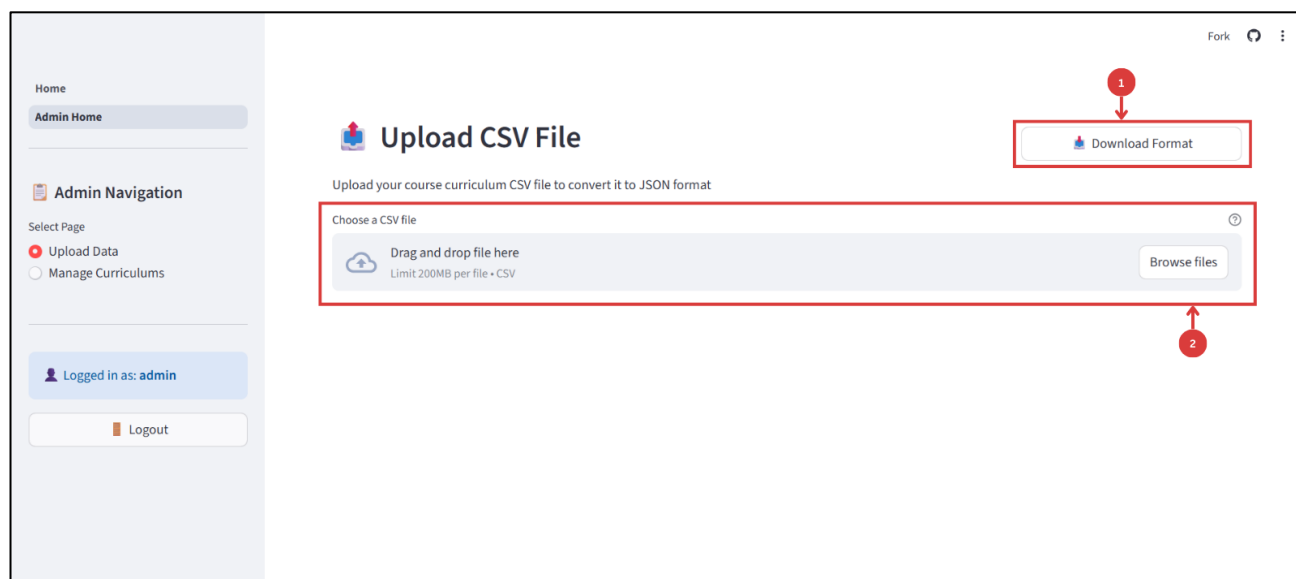 Fork
Home
Admin Home
Admin Navigation
Select Page
Upload Data
Manage Curriculums
Logged in as: admin
Logout
1
Upload CSV File
Download Format
Upload your course curriculum CSV file to convert it to JSON format
Choose a CSV file
?
Drag and drop file here
Limit 200MB per file • CSV
Browse files
2